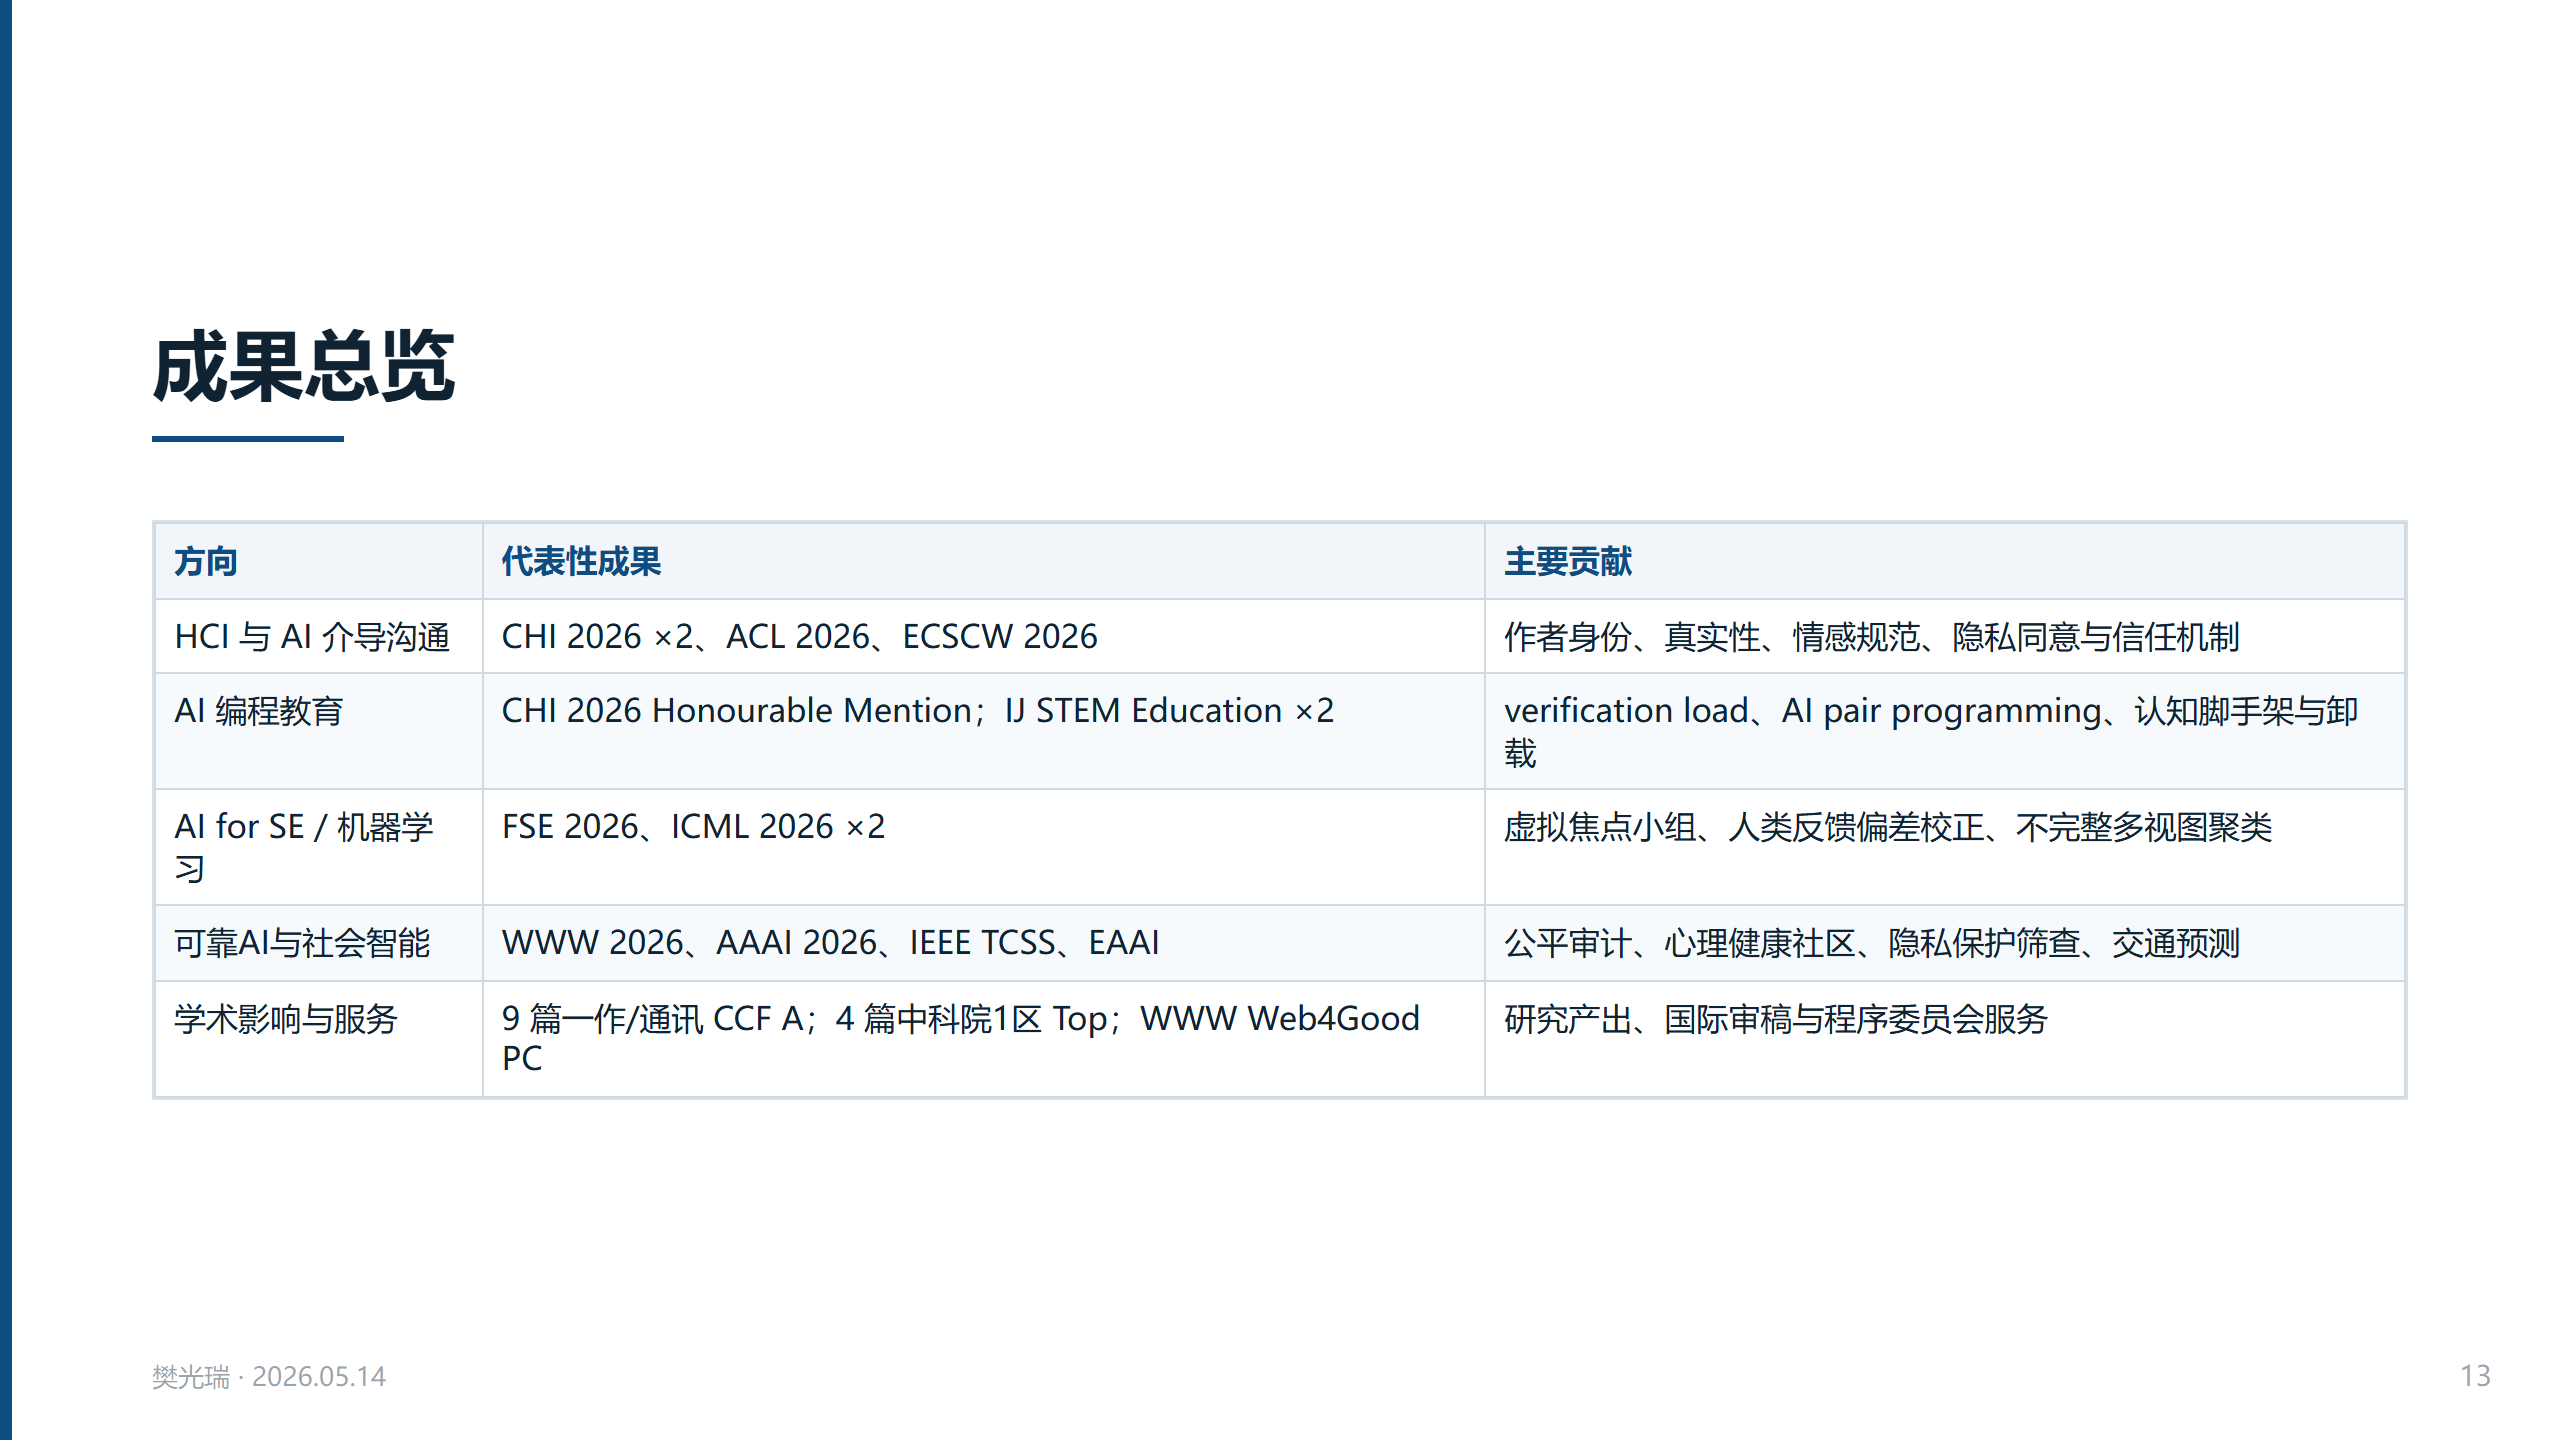 成果总览
方向
代表性成果
主要贡献
HCI 与 AI 介导沟通
CHI 2026 ×2、ACL 2026、ECSCW 2026
作者身份、真实性、情感规范、隐私同意与信任机制
AI 编程教育
CHI 2026 Honourable Mention；IJ STEM Education ×2
verification load、AI pair programming、认知脚手架与卸
载
AI for SE / 机器学
习
FSE 2026、ICML 2026 ×2
虚拟焦点小组、人类反馈偏差校正、不完整多视图聚类
可靠AI与社会智能
WWW 2026、AAAI 2026、IEEE TCSS、EAAI
公平审计、心理健康社区、隐私保护筛查、交通预测
学术影响与服务
9 篇一作/通讯 CCF A；4 篇中科院1区 Top；WWW Web4Good
PC
研究产出、国际审稿与程序委员会服务
樊光瑞 · 2026.05.14
13